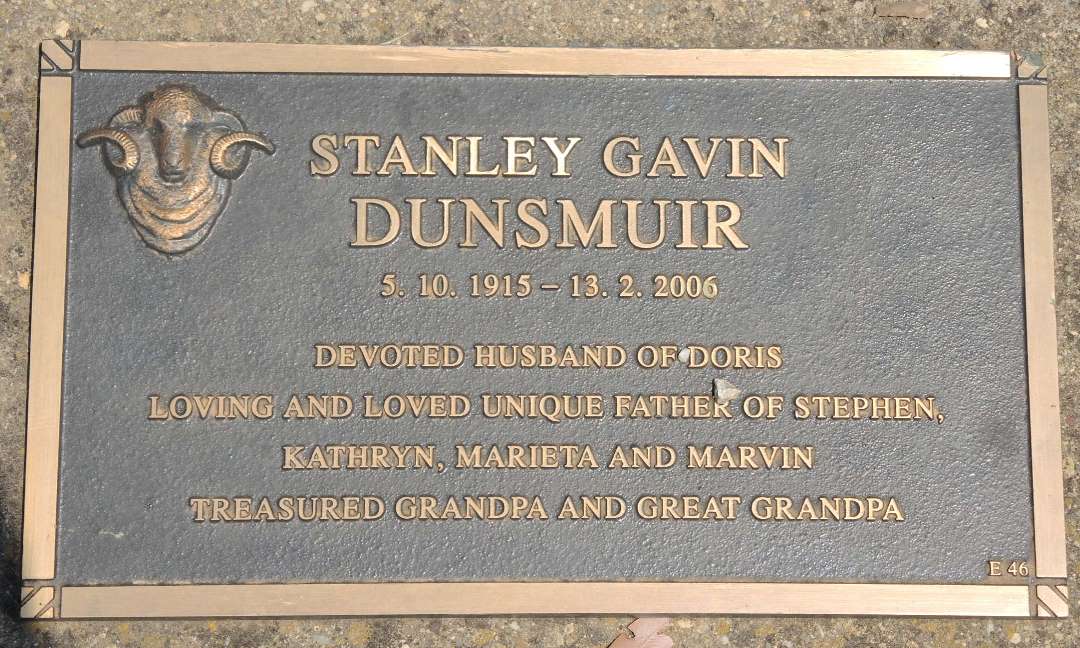 STANLEY GAVIN
DUNSMUIR
5. 10. 1915 – 13. 2. 2006
DEVOTED HUSBAND OF DORIS
LOVING AND LOVED UNIQUE FATHER OF STEPHEN,
KATHRYN, MARIETA AND MARVIN
TREASURED GRANDPA AND GREAT GRANDPA
E 46